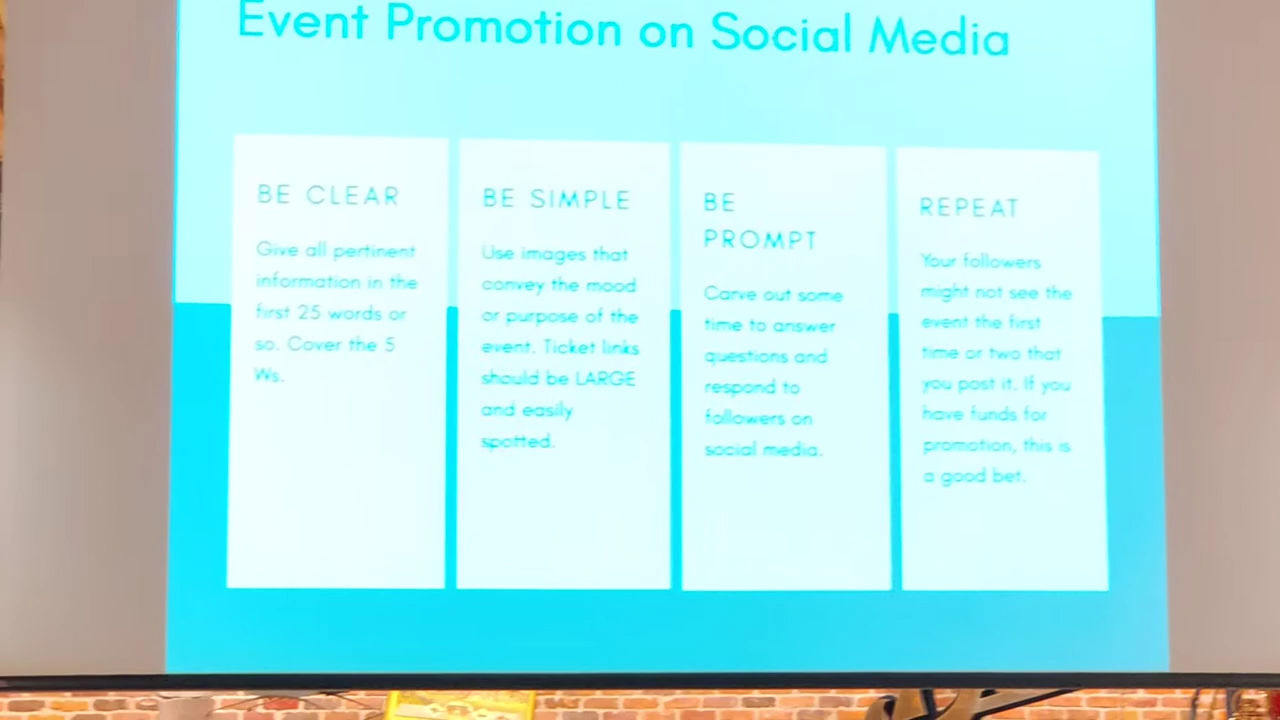 Event Promotion on Social Media
BE CLEAR
Give all pertinent
information in the
first 25 words or
so. Cover the 5
Ws.
BE SIMPLE
Use images that
convey the mood
or purpose of the
event. Ticket links
should be LARGE
and easily
spotted.
BE
PROMPT
Carve out some
time to answer
questions and
respond to
followers on
social media.
REPEAT
Your followers
might not see the
event the first
time or two that
you post it. If you
have funds for
promotion, this is
a good bet.